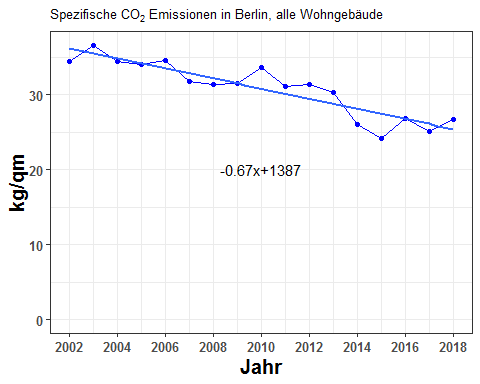 Spezifische CO₂ Emissionen in Berlin, alle Wohngebäude
30
20
10
0
kg/qm
-0.67x+1387
2002 2004 2006 2008 2010 2012 2014 2016 2018
Jahr